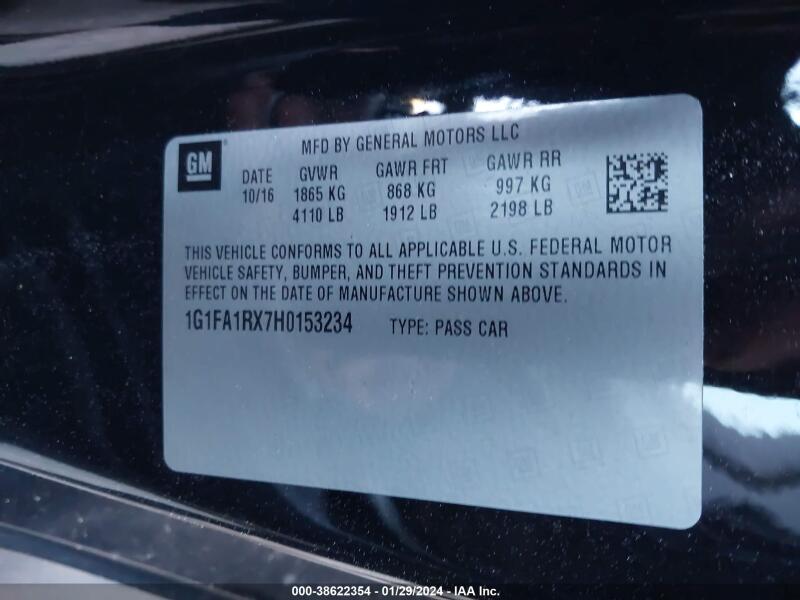 GM
MFD BY GENERAL MOTORS LLC
DATE GVWR GAWR FRT GAWR RR
10/16 1865 KG 868 KG 997 KG
4110 LB 1912 LB 2198 LB
THIS VEHICLE CONFORMS TO ALL APPLICABLE U.S. FEDERAL MOTOR
VEHICLE SAFETY, BUMPER, AND THEFT PREVENTION STANDARDS IN
EFFECT ON THE DATE OF MANUFACTURE SHOWN ABOVE.
1G1FA1RX7H0153234 TYPE: PASS CAR
000-38622354 - 01/29/2024 - IAA Inc.